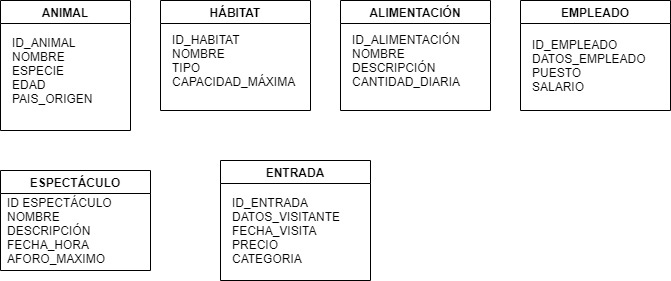 ANIMAL
ID_ANIMAL
NOMBRE
ESPECIE
EDAD
PAIS_ORIGEN
HÁBITAT
ID_HABITAT
NOMBRE
TIPO
CAPACIDAD_MÁXIMA
ALIMENTACIÓN
ID_ALIMENTACIÓN
NOMBRE
DESCRIPCIÓN
CANTIDAD_DIARIA
EMPLEADO
ID_EMPLEADO
DATOS_EMPLEADO
PUESTO
SALARIO
ESPECTÁCULO
ID ESPECTÁCULO
NOMBRE
DESCRIPCIÓN
FECHA_HORA
AFORO_MAXIMO
ENTRADA
ID_ENTRADA
DATOS_VISITANTE
FECHA_VISITA
PRECIO
CATEGORIA